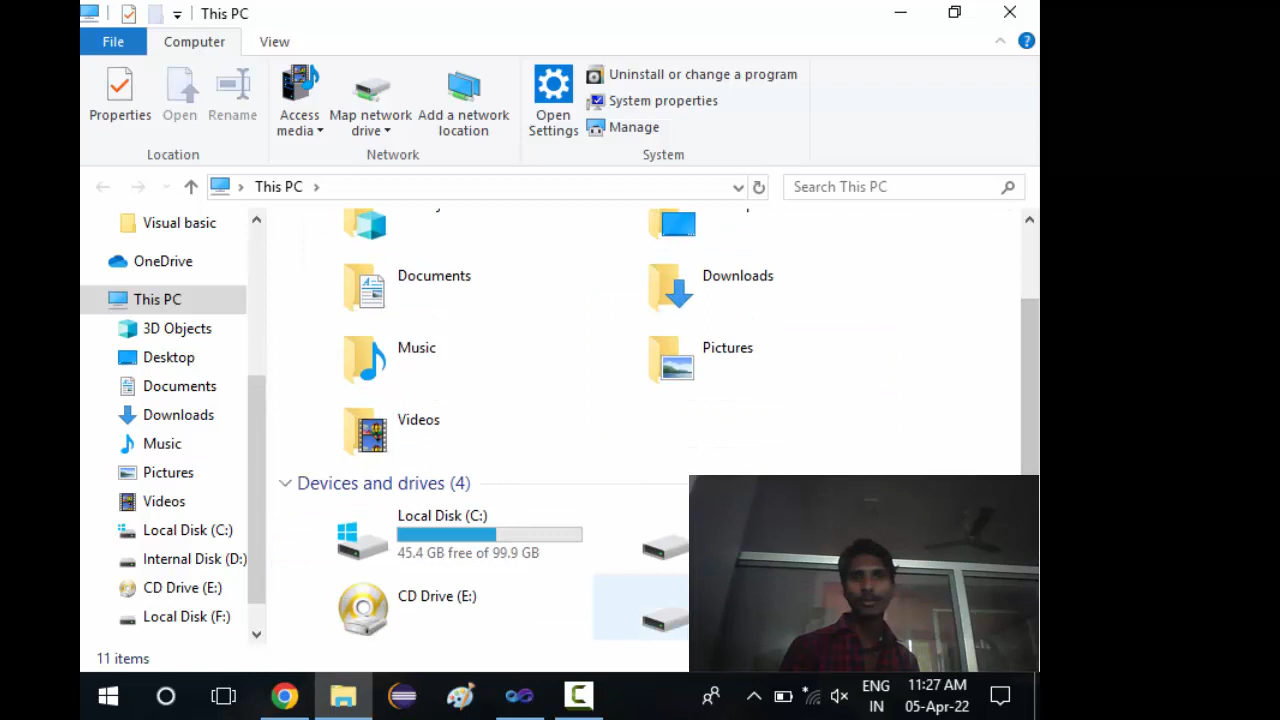 This PC
File Computer View
Properties Open Rename Access media Map network drive Add a network location Open Settings Uninstall or change a program
System properties
Manage
Location Network System
This PC Search This PC
Visual basic
OneDrive
This PC
3D Objects
Desktop
Documents
Downloads
Music
Pictures
Videos
Local Disk (C:)
Internal Disk (D:)
CD Drive (E:)
Local Disk (F:)
Documents Downloads
Music Pictures
Videos
Devices and drives (4)
Local Disk (C:)
45.4 GB free of 99.9 GB
CD Drive (E:)
11 items
ENG 11:27 AM
IN 05-Apr-22